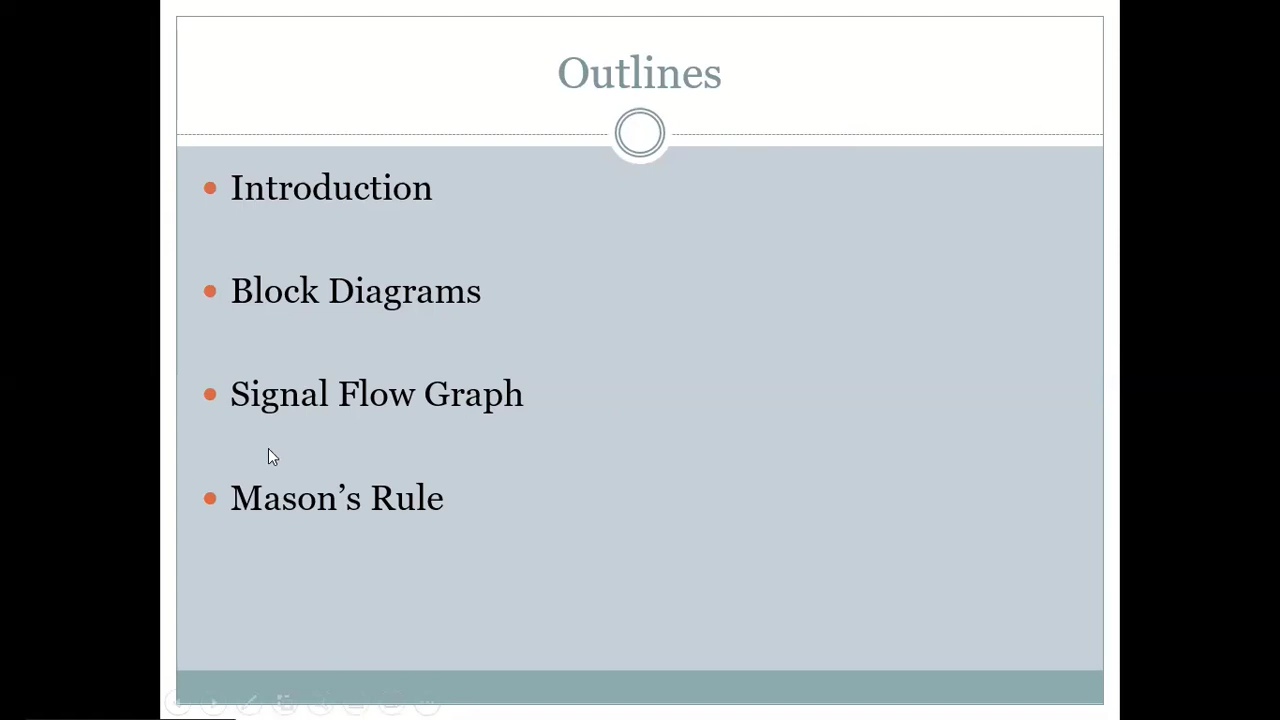 Outlines
Introduction
Block Diagrams
Signal Flow Graph
Mason’s Rule